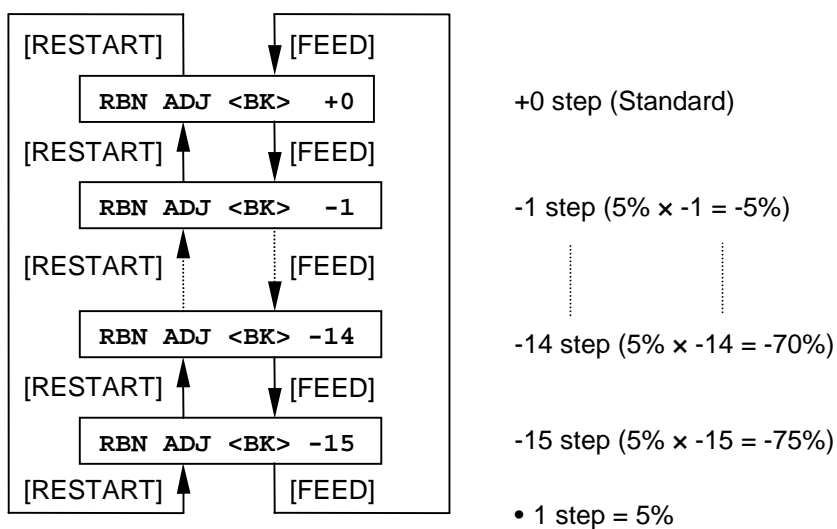 [RESTART] [FEED]
RBN ADJ <BK> +0 +0 step (Standard)
[RESTART] [FEED]
RBN ADJ <BK> -1 -1 step (5% × -1 = -5%)
[RESTART] [FEED]
RBN ADJ <BK> -14 -14 step (5% × -14 = -70%)
[RESTART] [FEED]
RBN ADJ <BK> -15 -15 step (5% × -15 = -75%)
[RESTART] [FEED]
• 1 step = 5%